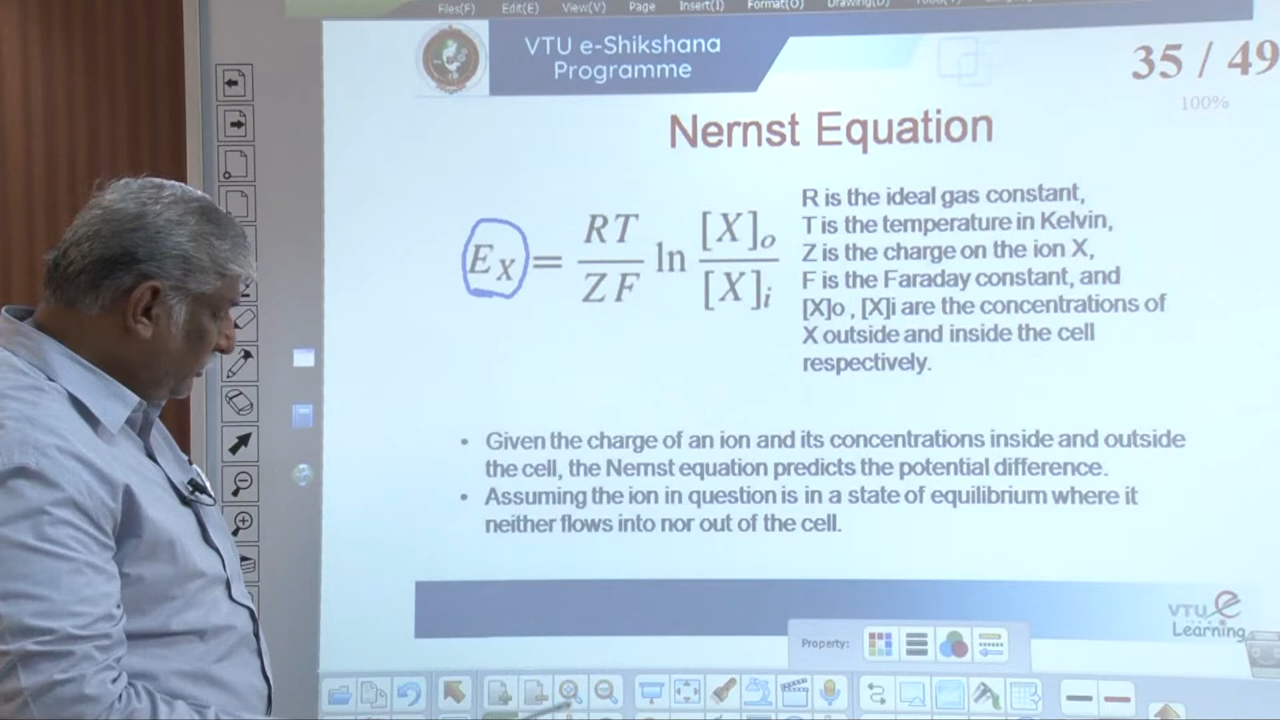 Files(F) Edit(E) View(V) Page Insert(I) Format(O) Drawing(D)
VTU e-Shikshana
Programme
35 / 49
100%
Nernst Equation
E_X = RT/ZF ln [X]_o/[X]_i
R is the ideal gas constant,
T is the temperature in Kelvin,
Z is the charge on the ion X,
F is the Faraday constant, and
[X]o , [X]i are the concentrations of
X outside and inside the cell
respectively.
• Given the charge of an ion and its concentrations inside and outside
the cell, the Nernst equation predicts the potential difference.
• Assuming the ion in question is in a state of equilibrium where it
neither flows into nor out of the cell.
VTU e
Learning
Property: